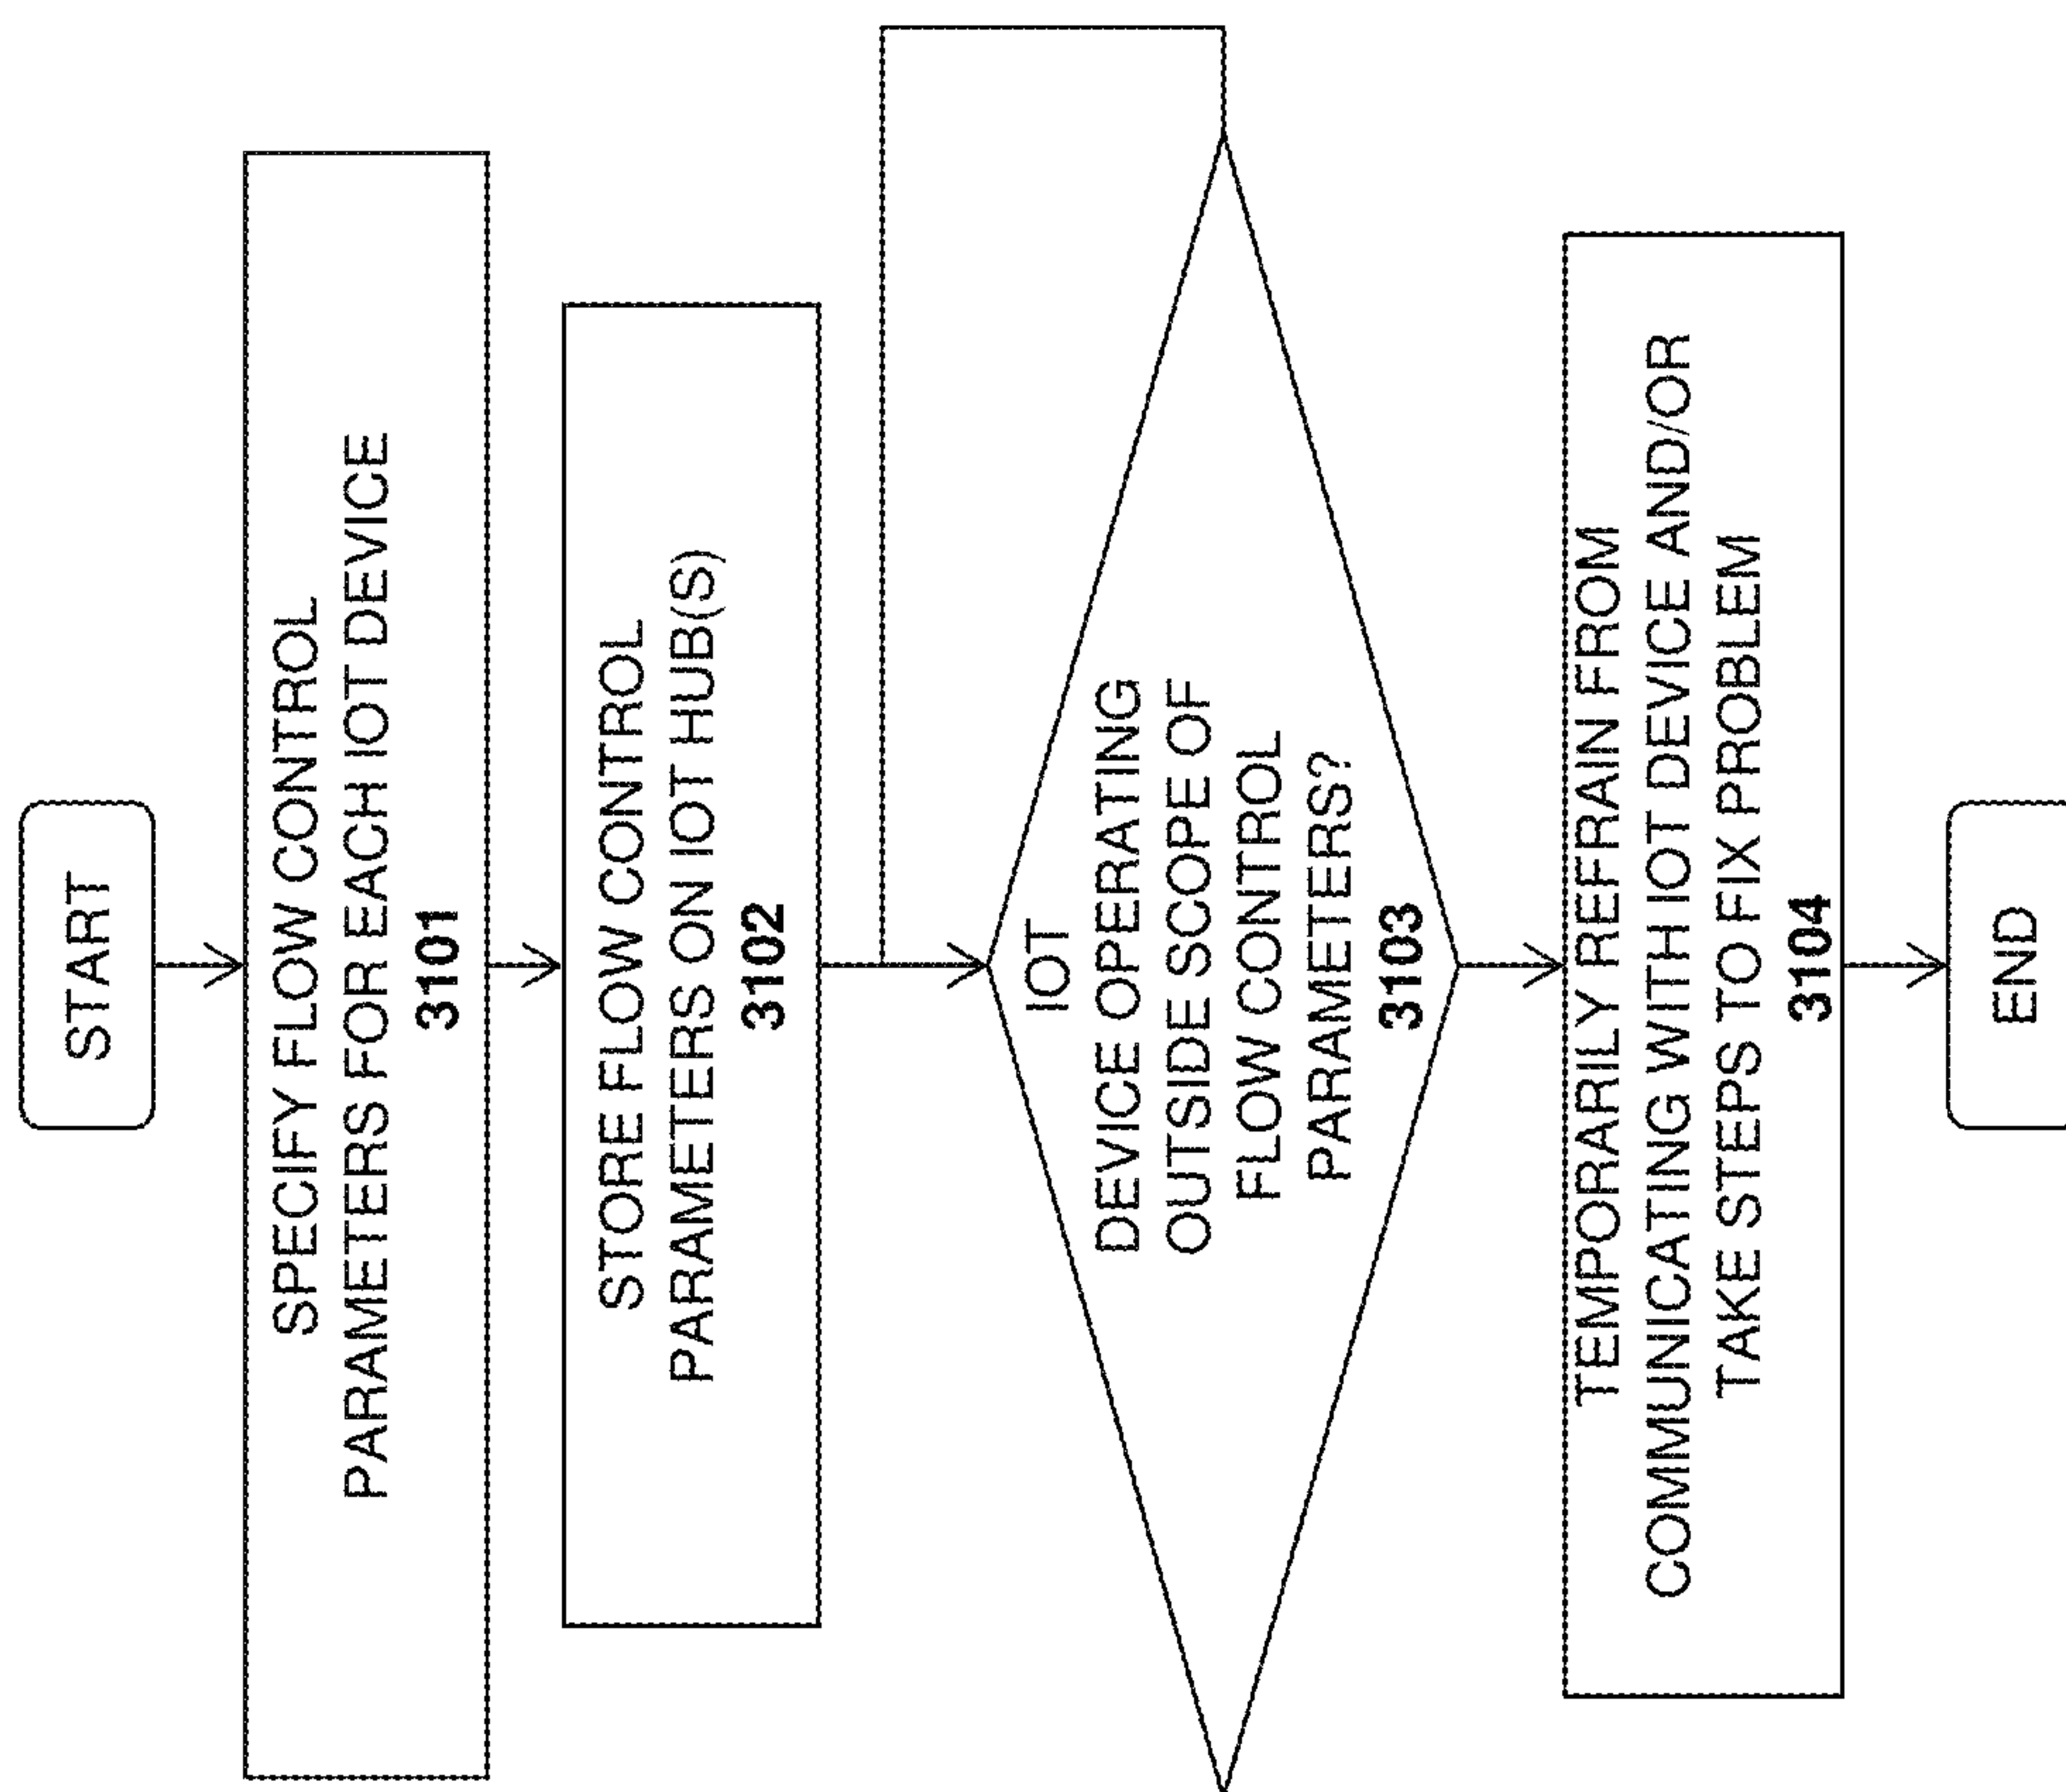 START
SPECIFY FLOW CONTROL
PARAMETERS FOR EACH IOT DEVICE
3101
STORE FLOW CONTROL
PARAMETERS ON IOT HUB(S)
3102
IOT
DEVICE OPERATING
OUTSIDE SCOPE OF
FLOW CONTROL
PARAMETERS?
3103
TEMPORARILY REFRAIN FROM
COMMUNICATING WITH IOT DEVICE AND/OR
TAKE STEPS TO FIX PROBLEM
3104
END